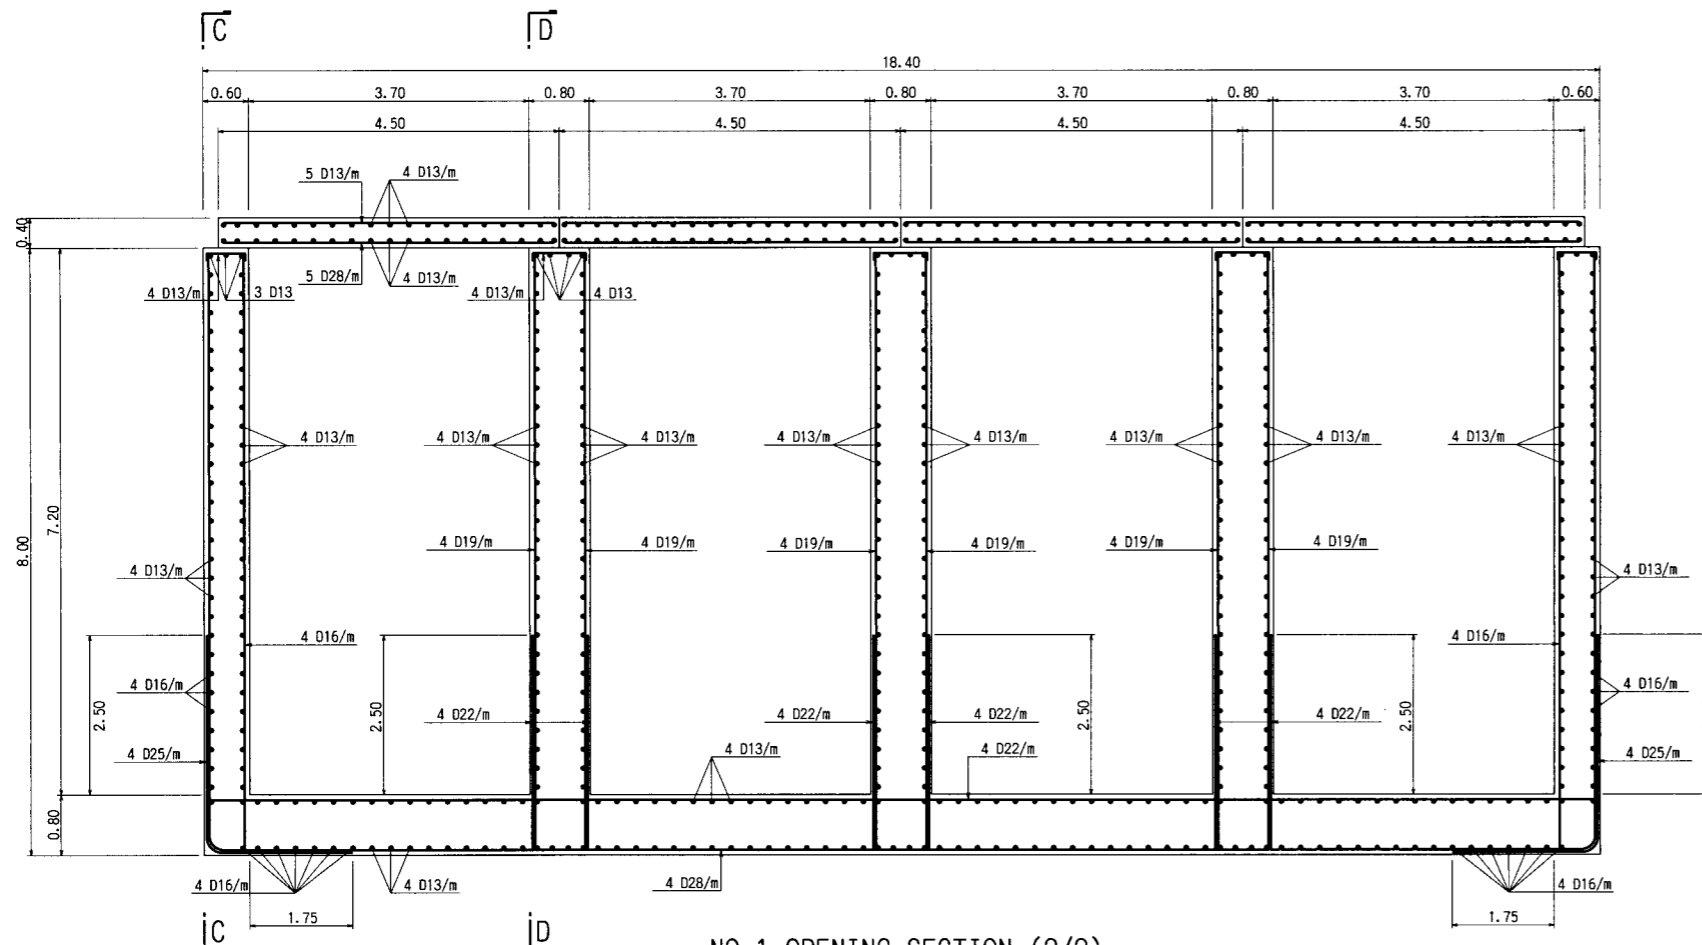 C D
18.40
0.60 3.70 0.80 3.70 0.80 3.70 0.80 3.70 0.60
4.50 4.50 4.50 4.50
5 D13/m 4 D13/m
0.40
5 D28/m 4 D13/m
4 D13/m 3 D13 4 D13/m 4 D13
4 D13/m 4 D13/m 4 D13/m 4 D13/m 4 D13/m 4 D13/m 4 D13/m 4 D13/m
8.00 7.20
4 D19/m 4 D19/m 4 D19/m 4 D19/m 4 D19/m 4 D19/m
4 D13/m 4 D13/m
4 D16/m 4 D16/m
4 D16/m 4 D16/m
2.50 2.50 2.50 2.50
4 D22/m 4 D22/m 4 D22/m 4 D22/m
4 D25/m 4 D13/m 4 D22/m 4 D25/m
0.80
4 D16/m 4 D13/m 4 D28/m 4 D16/m
1.75 1.75
C D
NO.1 OPENING SECTION (2/2)